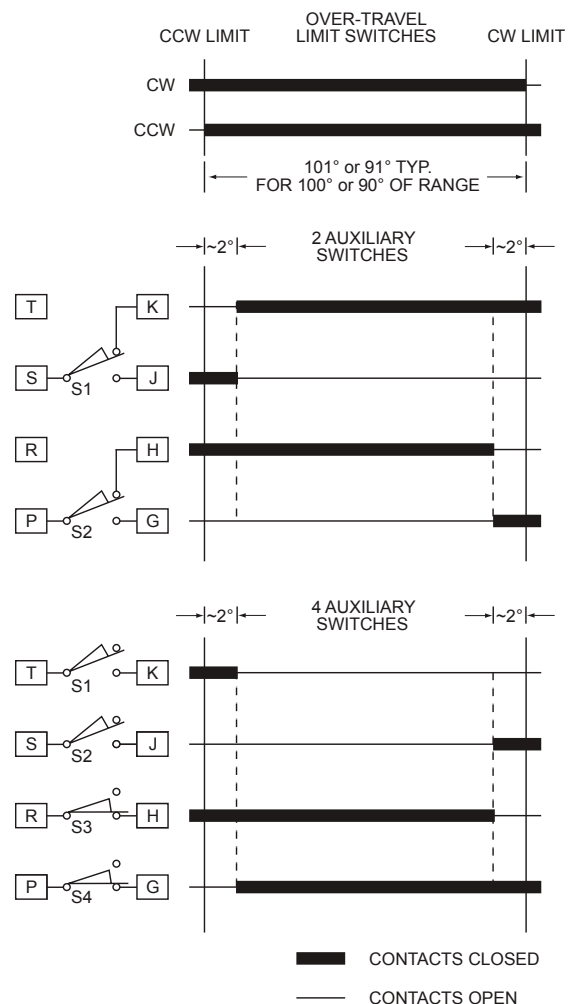 OVER-TRAVEL
CCW LIMIT LIMIT SWITCHES CW LIMIT
CW
CCW
101° or 91° TYP.
FOR 100° or 90° OF RANGE
~2° 2 AUXILIARY ~2°
SWITCHES
T K
S S1 J
R H
P S2 G
~2° 4 AUXILIARY ~2°
SWITCHES
T S1 K
S S2 J
R S3 H
P S4 G
CONTACTS CLOSED
CONTACTS OPEN